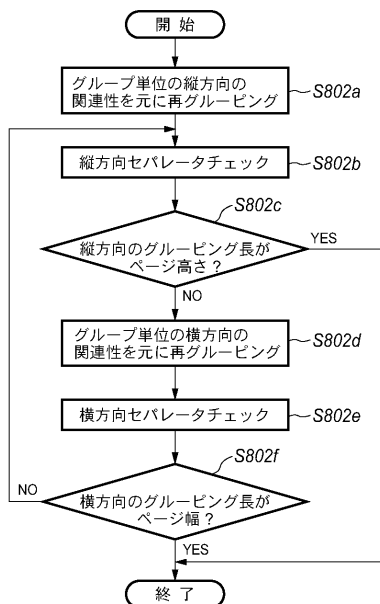 開 始
グループ単位の縦方向の
関連性を元に再グルーピング
S802a
縦方向セパレータチェック
S802b
S802c
縦方向のグルーピング長が
ページ高さ？
YES
NO
グループ単位の横方向の
関連性を元に再グルーピング
S802d
横方向セパレータチェック
S802e
S802f
NO
横方向のグルーピング長が
ページ幅？
YES
終 了